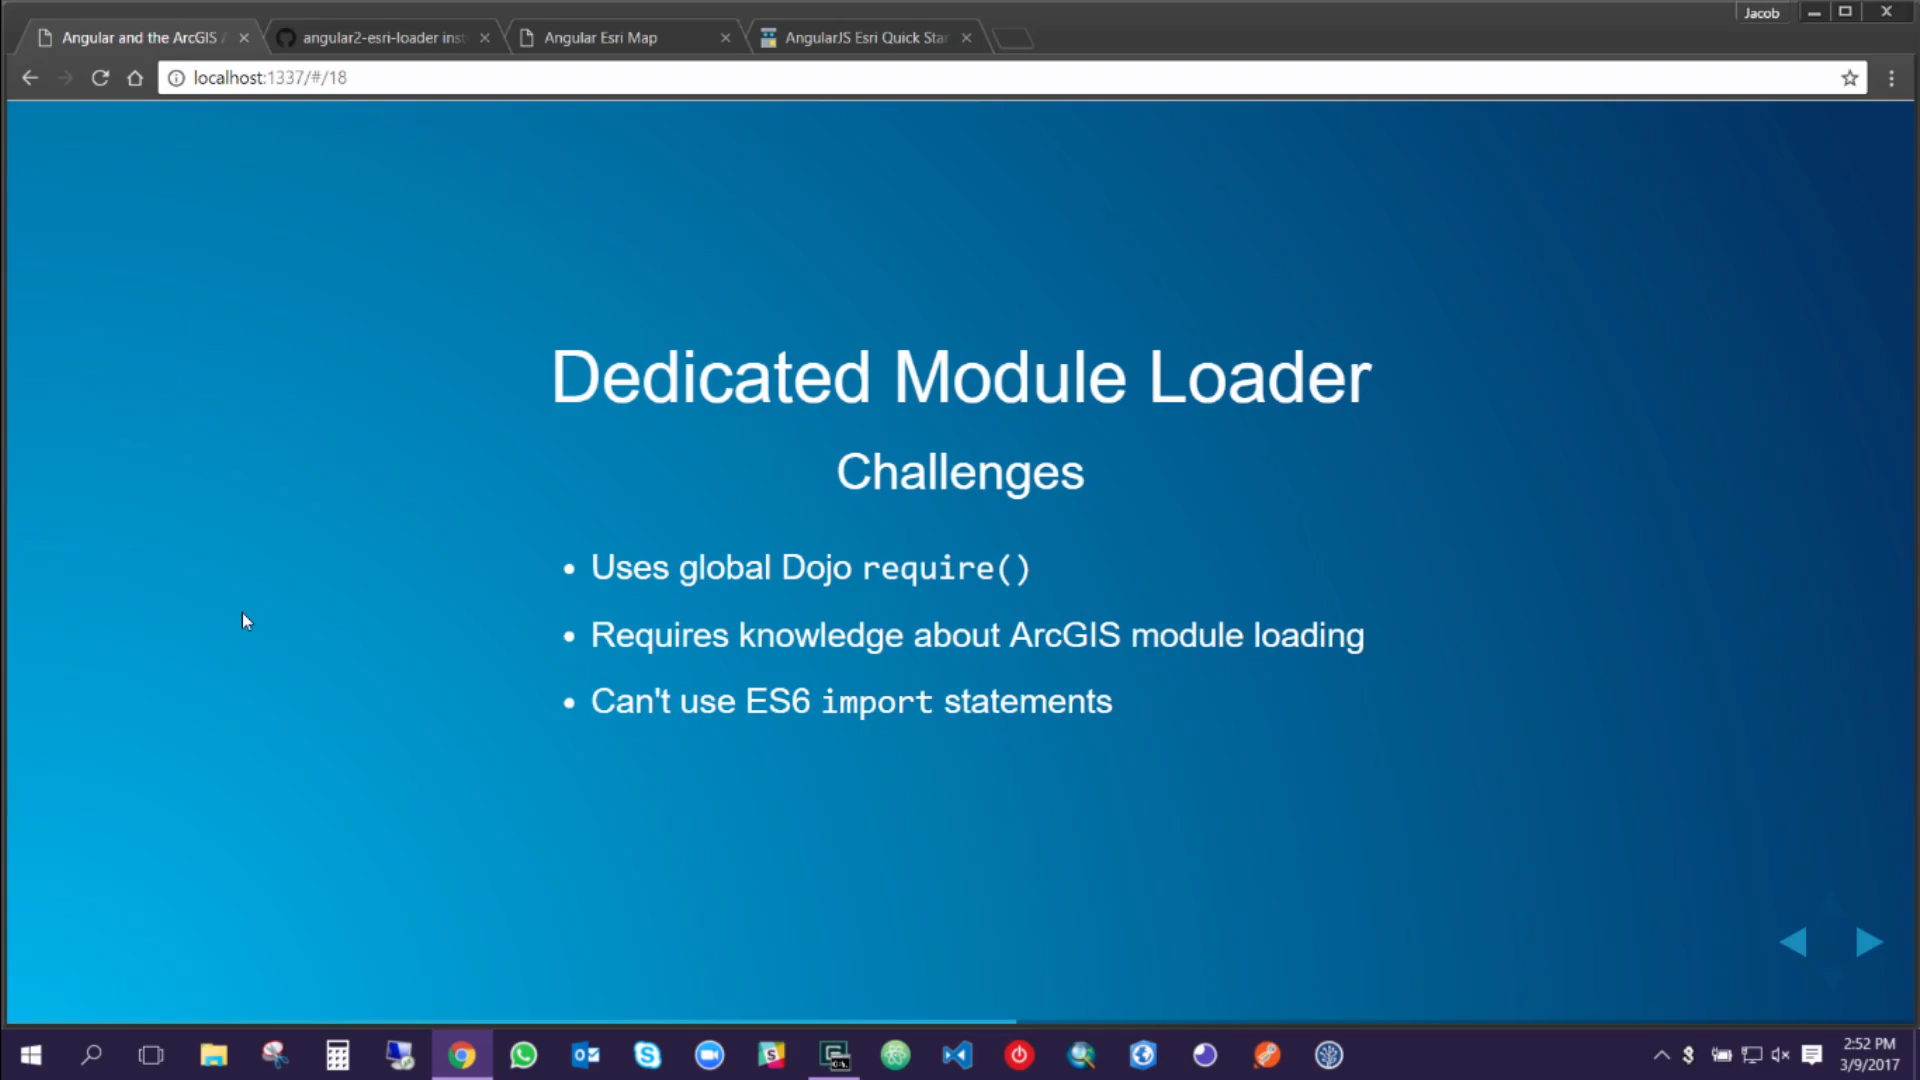 Jacob
Angular and the ArcGIS
angular2-esri-loader inst
Angular Esri Map
AngularJS Esri Quick Star
localhost:1337/#/18
Dedicated Module Loader
Challenges
• Uses global Dojo require()
• Requires knowledge about ArcGIS module loading
• Can't use ES6 import statements
2:52 PM
3/9/2017